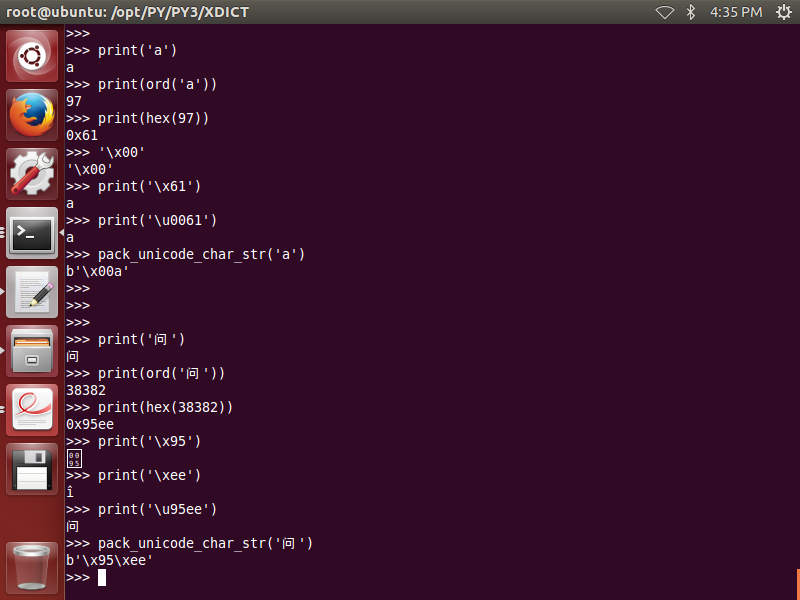 root@ubuntu: /opt/PY/PY3/XDICT
4:35 PM
>>>
>>> print('a')
a
>>> print(ord('a'))
97
>>> print(hex(97))
0x61
>>> '\x00'
'\x00'
>>> print('\x61')
a
>>> print('\u0061')
a
>>> pack_unicode_char_str('a')
b'\x00a'
>>>
>>>
>>>
>>> print('问')
问
>>> print(ord('问'))
38382
>>> print(hex(38382))
0x95ee
>>> print('\x95')
0095
>>> print('\xee')
î
>>> print('\u95ee')
问
>>> pack_unicode_char_str('问')
b'\x95\xee'
>>>